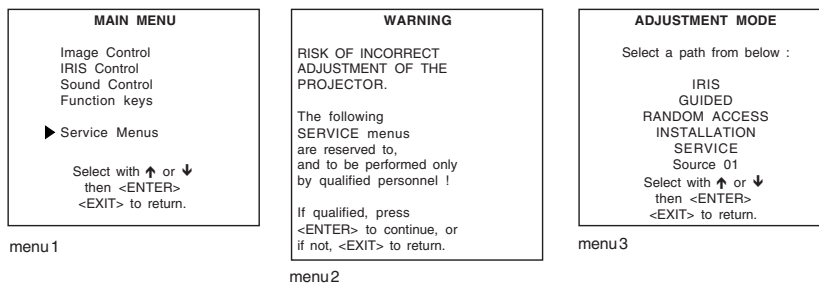 MAIN MENU
Image Control
IRIS Control
Sound Control
Function keys
Service Menus
Select with ↑ or ↓
then <ENTER>
<EXIT> to return.
menu1
WARNING
RISK OF INCORRECT
ADJUSTMENT OF THE
PROJECTOR.
The following
SERVICE menus
are reserved to,
and to be performed only
by qualified personnel !
If qualified, press
<ENTER> to continue, or
if not, <EXIT> to return.
menu2
ADJUSTMENT MODE
Select a path from below :
IRIS
GUIDED
RANDOM ACCESS
INSTALLATION
SERVICE
Source 01
Select with ↑ or ↓
then <ENTER>
<EXIT> to return.
menu3